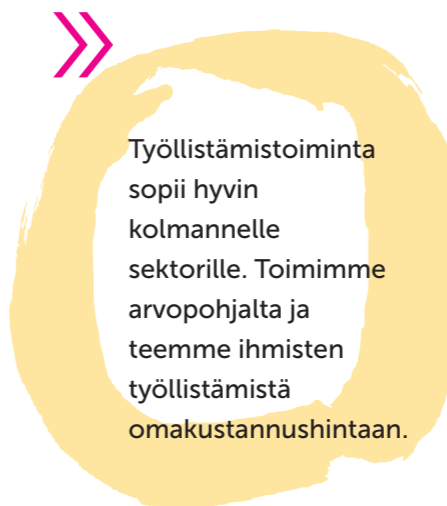 Työllistämistoiminta
sopii hyvin
kolmannelle
sektorille. Toimimme
arvopohjalta ja
teemme ihmisten
työllistämistä
omakustannushintaan.